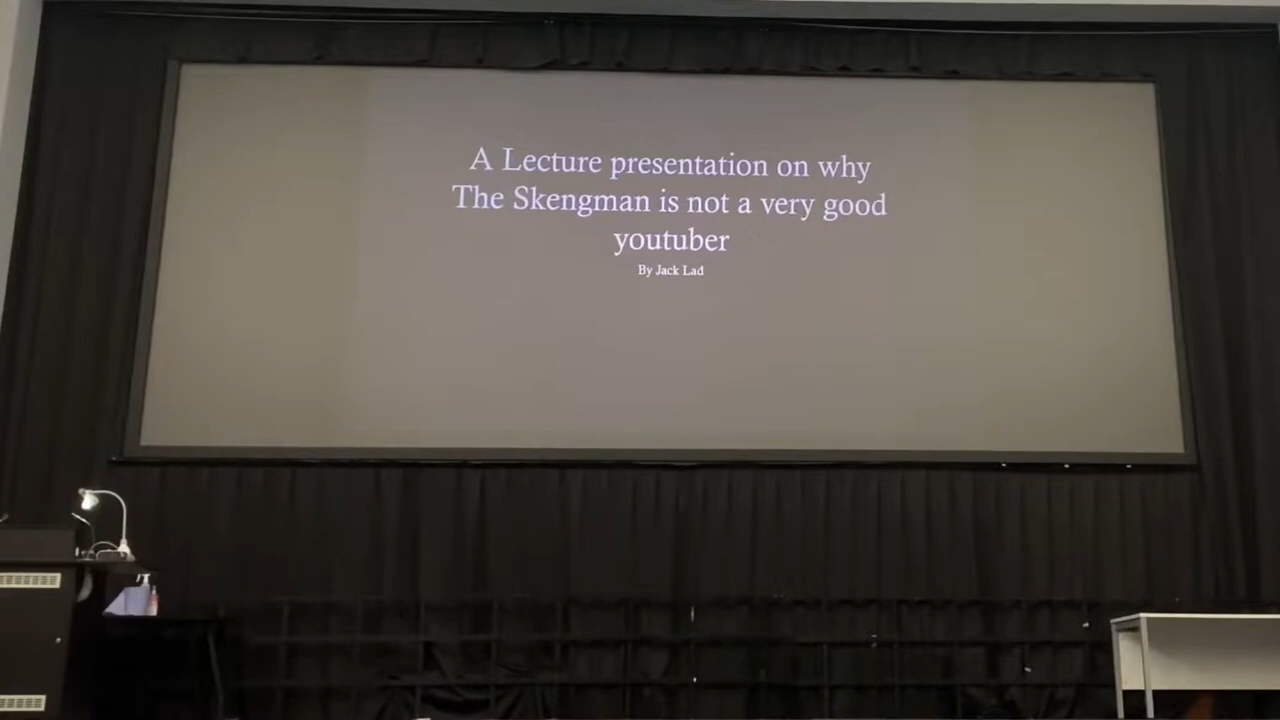 A Lecture presentation on why
The Skengman is not a very good
youtuber
By Jack Lad